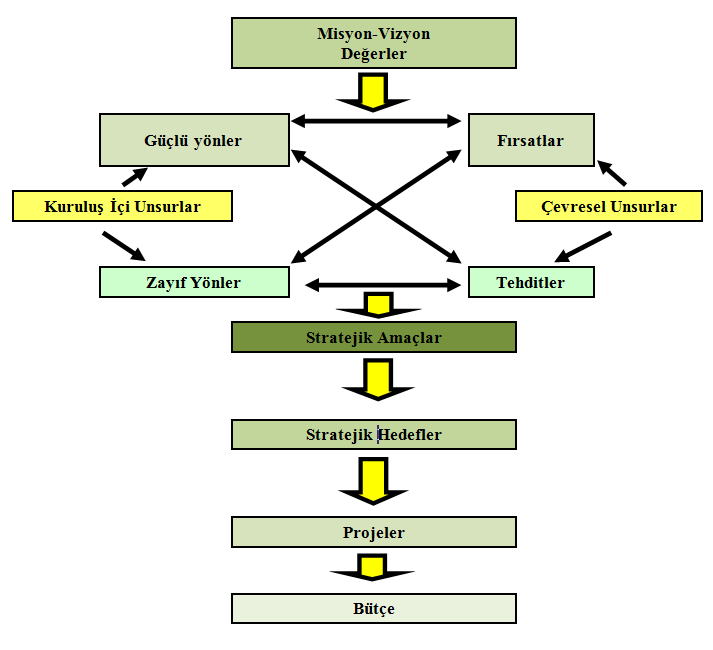 Misyon-Vizyon
Değerler
Güçlü yönler
Fırsatlar
Kuruluş İçi Unsurlar
Çevresel Unsurlar
Zayıf Yönler
Tehditler
Stratejik Amaçlar
Stratejik Hedefler
Projeler
Bütçe